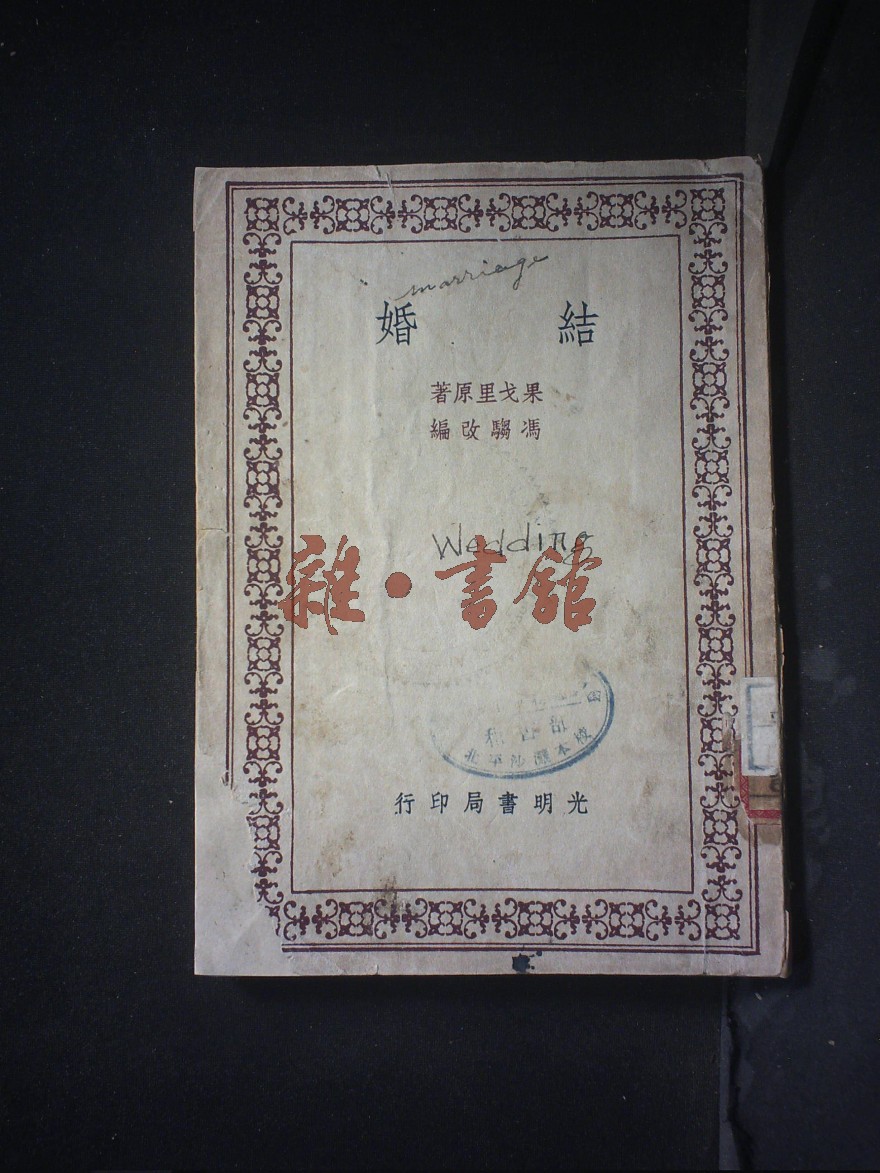 marriage
結婚
果戈里原著
馮騶改編
Wedding
雜·書館
光明書局印行